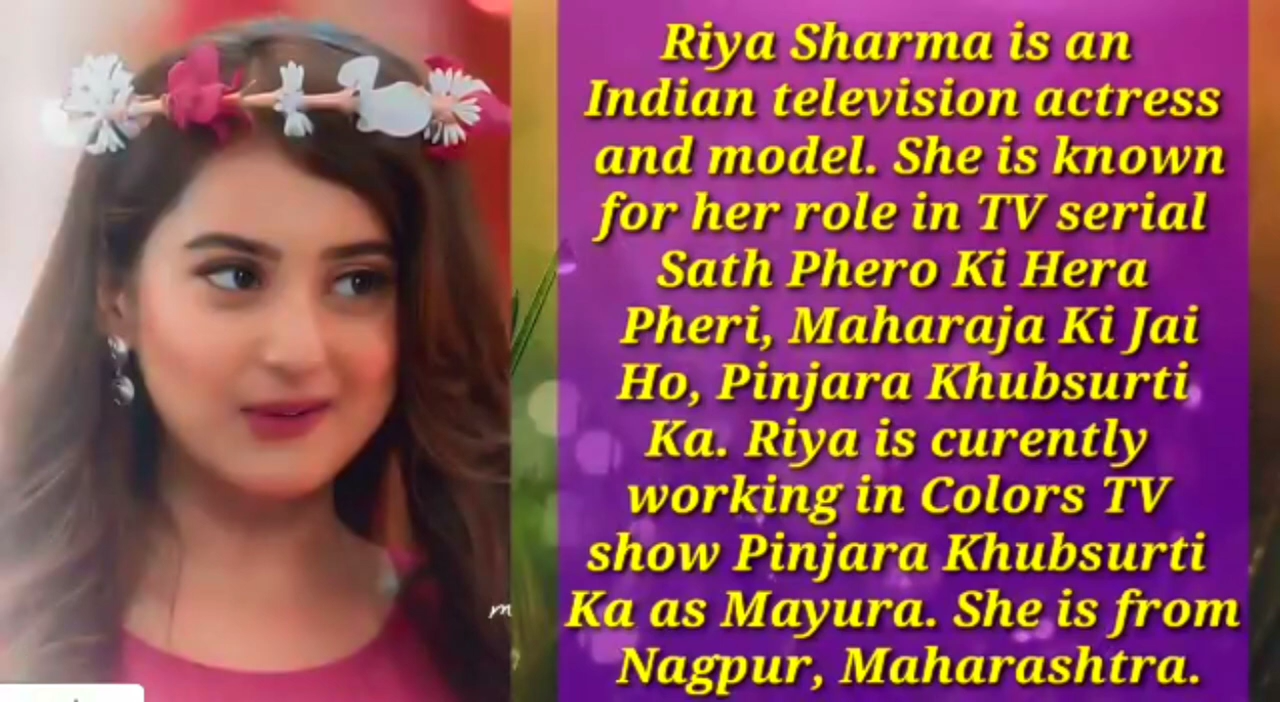 Riya Sharma is an
Indian television actress
and model. She is known
for her role in TV serial
Sath Phero Ki Hera
Pheri, Maharaja Ki Jai
Ho, Pinjara Khubsurti
Ka. Riya is curently
working in Colors TV
show Pinjara Khubsurti
Ka as Mayura. She is from
Nagpur, Maharashtra.